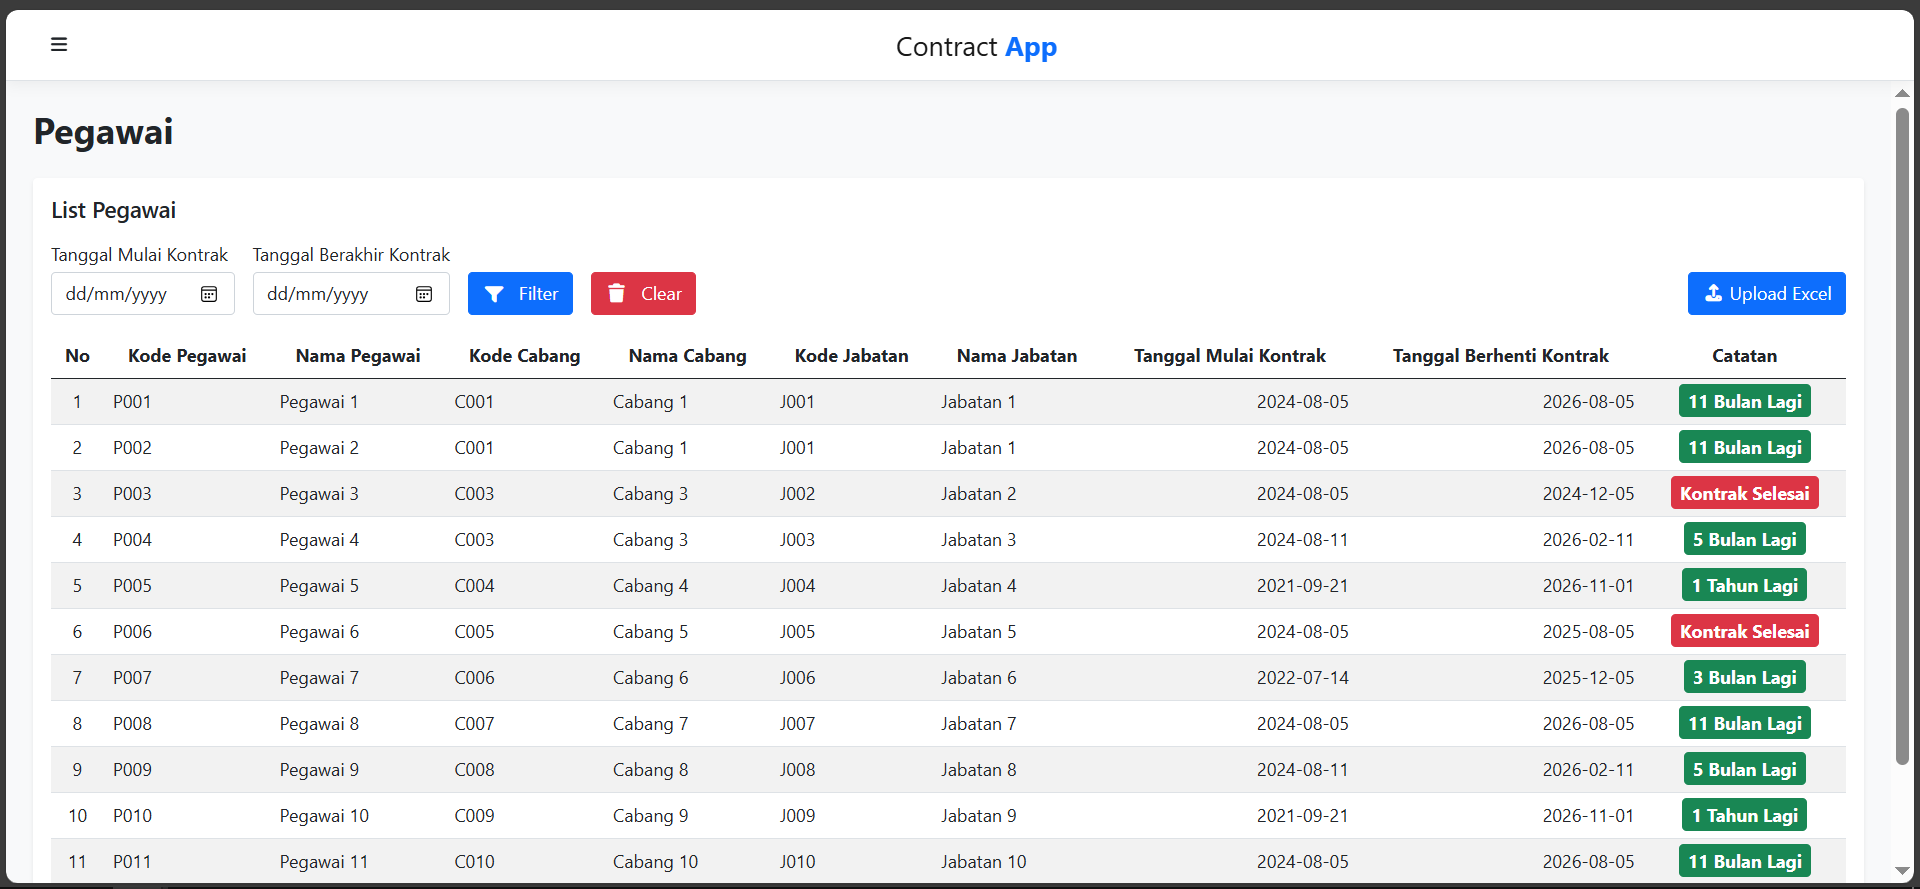 Contract App
Pegawai
List Pegawai
Tanggal Mulai Kontrak Tanggal Berakhir Kontrak
dd/mm/yyyy dd/mm/yyyy Filter Clear Upload Excel
No Kode Pegawai Nama Pegawai Kode Cabang Nama Cabang Kode Jabatan Nama Jabatan Tanggal Mulai Kontrak Tanggal Berhenti Kontrak Catatan
1 P001 Pegawai 1 C001 Cabang 1 J001 Jabatan 1 2024-08-05 2026-08-05 11 Bulan Lagi
2 P002 Pegawai 2 C001 Cabang 1 J001 Jabatan 1 2024-08-05 2026-08-05 11 Bulan Lagi
3 P003 Pegawai 3 C003 Cabang 3 J002 Jabatan 2 2024-08-05 2024-12-05 Kontrak Selesai
4 P004 Pegawai 4 C003 Cabang 3 J003 Jabatan 3 2024-08-11 2026-02-11 5 Bulan Lagi
5 P005 Pegawai 5 C004 Cabang 4 J004 Jabatan 4 2021-09-21 2026-11-01 1 Tahun Lagi
6 P006 Pegawai 6 C005 Cabang 5 J005 Jabatan 5 2024-08-05 2025-08-05 Kontrak Selesai
7 P007 Pegawai 7 C006 Cabang 6 J006 Jabatan 6 2022-07-14 2025-12-05 3 Bulan Lagi
8 P008 Pegawai 8 C007 Cabang 7 J007 Jabatan 7 2024-08-05 2026-08-05 11 Bulan Lagi
9 P009 Pegawai 9 C008 Cabang 8 J008 Jabatan 8 2024-08-11 2026-02-11 5 Bulan Lagi
10 P010 Pegawai 10 C009 Cabang 9 J009 Jabatan 9 2021-09-21 2026-11-01 1 Tahun Lagi
11 P011 Pegawai 11 C010 Cabang 10 J010 Jabatan 10 2024-08-05 2026-08-05 11 Bulan Lagi